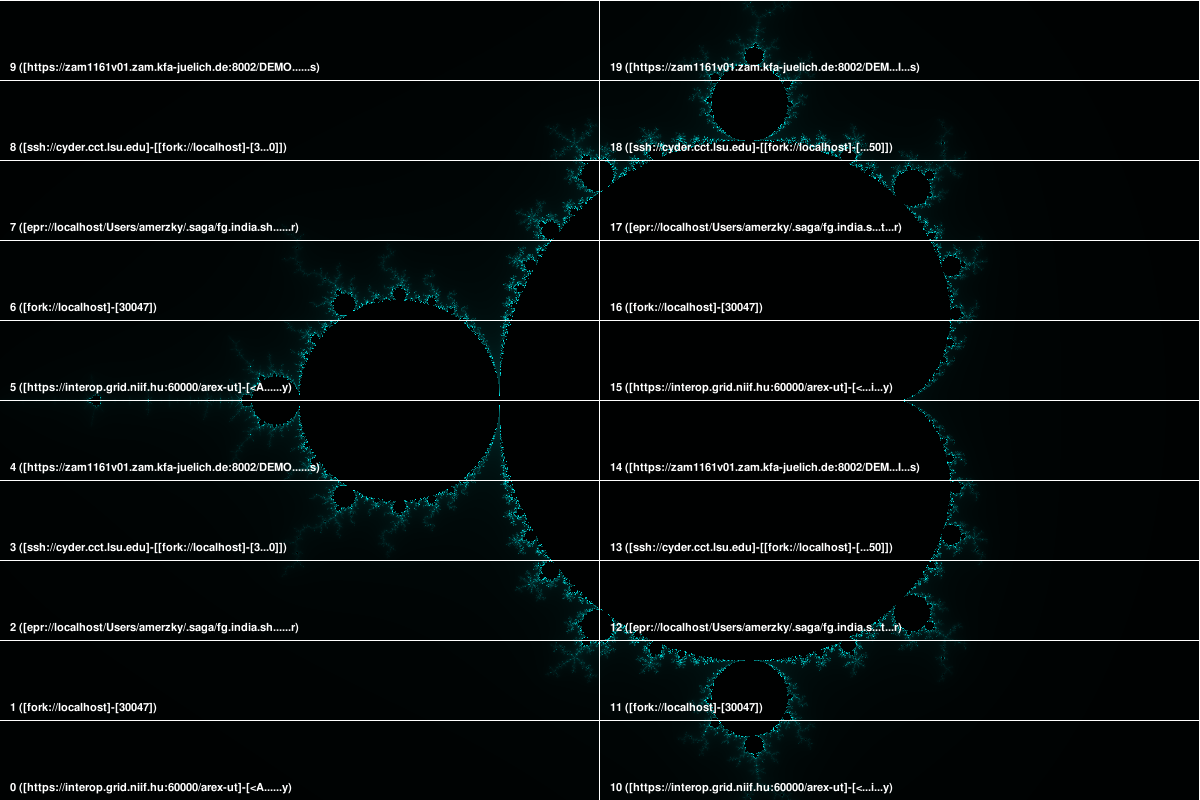 9 ([https://zam1161v01.zam.kfa-juelich.de:8002/DEMO......s)
19 ([https://zam1161v01.zam.kfa-juelich.de:8002/DEM...I...s)
8 ([ssh://cyder.cct.lsu.edu]-[[fork://localhost]-[3...0]])
18 ([ssh://cyder.cct.lsu.edu]-[[fork://localhost]-[...50]])
7 ([epr://localhost/Users/amerzky/.saga/fg.india.sh......r)
17 ([epr://localhost/Users/amerzky/.saga/fg.india.s...t...r)
6 ([fork://localhost]-[30047])
16 ([fork://localhost]-[30047])
5 ([https://interop.grid.niif.hu:60000/arex-ut]-[<A......y)
15 ([https://interop.grid.niif.hu:60000/arex-ut]-[<...i...y)
4 ([https://zam1161v01.zam.kfa-juelich.de:8002/DEMO......s)
14 ([https://zam1161v01.zam.kfa-juelich.de:8002/DEM...I...s)
3 ([ssh://cyder.cct.lsu.edu]-[[fork://localhost]-[3...0]])
13 ([ssh://cyder.cct.lsu.edu]-[[fork://localhost]-[...50]])
2 ([epr://localhost/Users/amerzky/.saga/fg.india.sh......r)
12 ([epr://localhost/Users/amerzky/.saga/fg.india.s...t...r)
1 ([fork://localhost]-[30047])
11 ([fork://localhost]-[30047])
0 ([https://interop.grid.niif.hu:60000/arex-ut]-[<A......y)
10 ([https://interop.grid.niif.hu:60000/arex-ut]-[<...i...y)